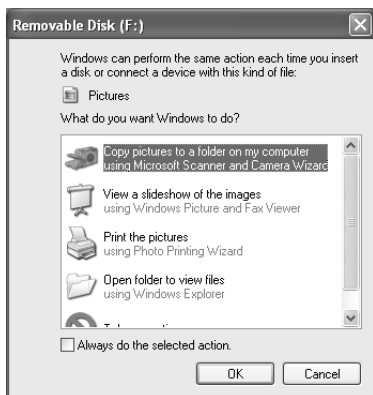 Removable Disk (F:)
Windows can perform the same action each time you insert
a disk or connect a device with this kind of file:
Pictures
What do you want Windows to do?
Copy pictures to a folder on my computer
using Microsoft Scanner and Camera Wizard
View a slideshow of the images
using Windows Picture and Fax Viewer
Print the pictures
using Photo Printing Wizard
Open folder to view files
using Windows Explorer
Always do the selected action.
OK
Cancel